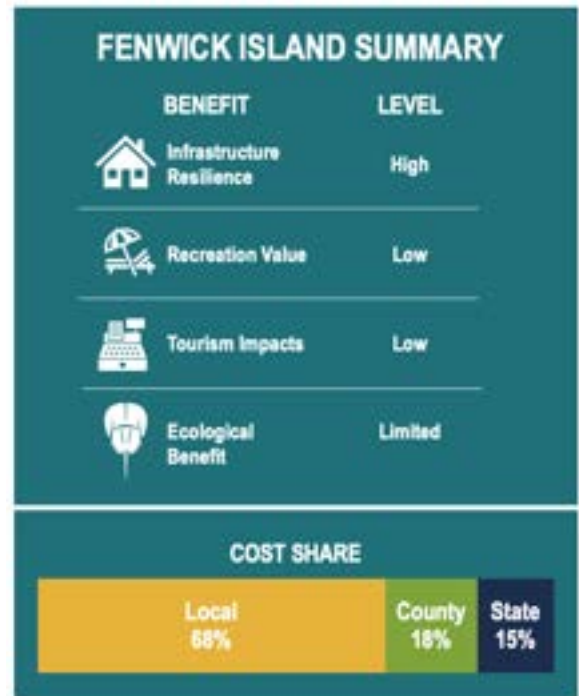 FENWICK ISLAND SUMMARY
BENEFIT LEVEL
Infrastructure
Resilience
High
Recreation Value Low
Tourism Impacts Low
Ecological
Benefit
Limited
COST SHARE
Local
68%
County
18%
State
15%